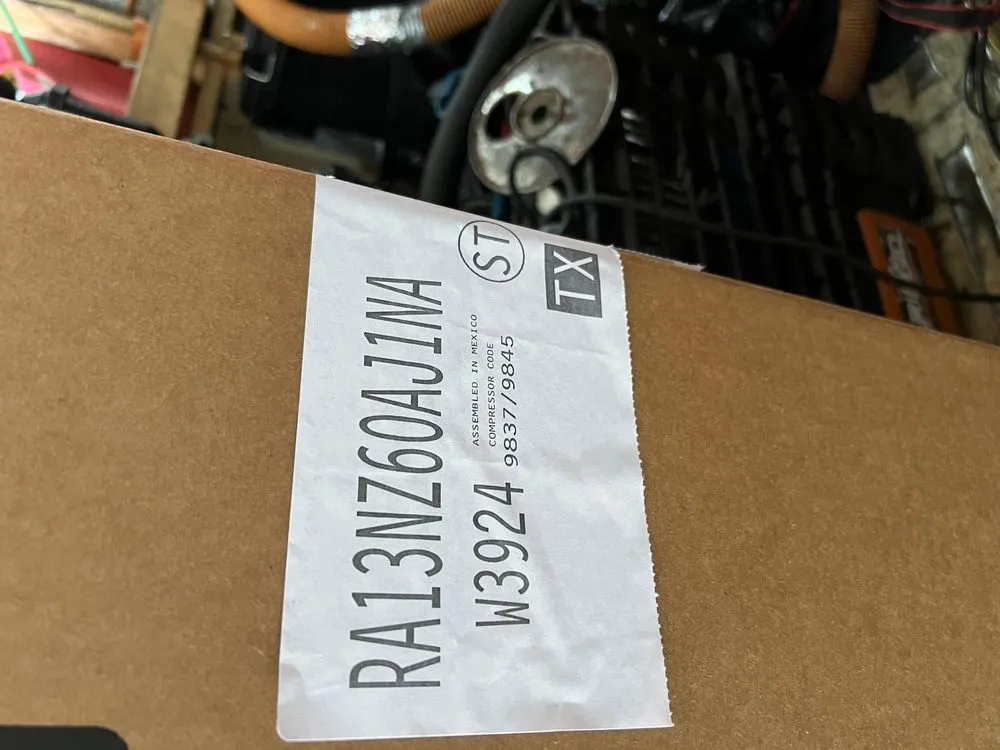 RA13NZ60AJ1NA
ASSEMBLED IN MEXICO
ST
COMPRESSOR CODE
W3924 9837/9845
TX